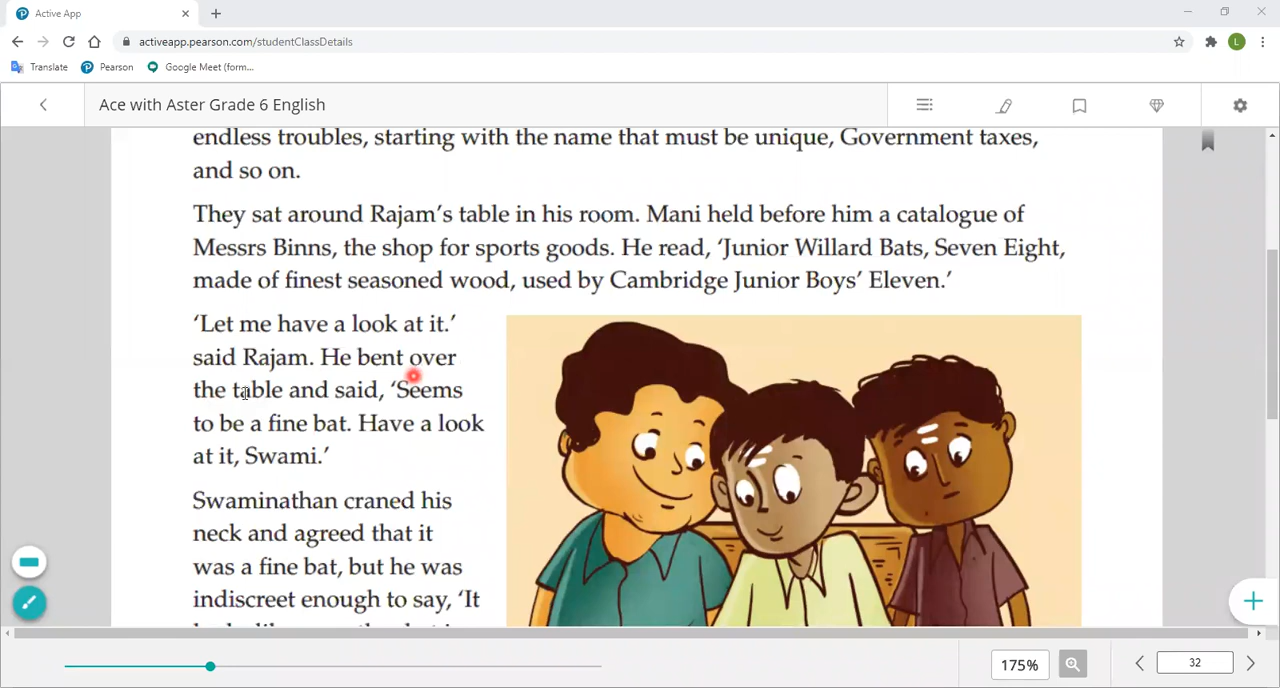 Active App
activeapp.pearson.com/studentClassDetails
L
Translate Pearson Google Meet (form...
Ace with Aster Grade 6 English
endless troubles, starting with the name that must be unique, Government taxes,
and so on.
They sat around Rajam’s table in his room. Mani held before him a catalogue of
Messrs Binns, the shop for sports goods. He read, ‘Junior Willard Bats, Seven Eight,
made of finest seasoned wood, used by Cambridge Junior Boys’ Eleven.’
‘Let me have a look at it.’
said Rajam. He bent over
the table and said, ‘Seems
to be a fine bat. Have a look
at it, Swami.’
Swaminathan craned his
neck and agreed that it
was a fine bat, but he was
indiscreet enough to say, ‘It
175%
32